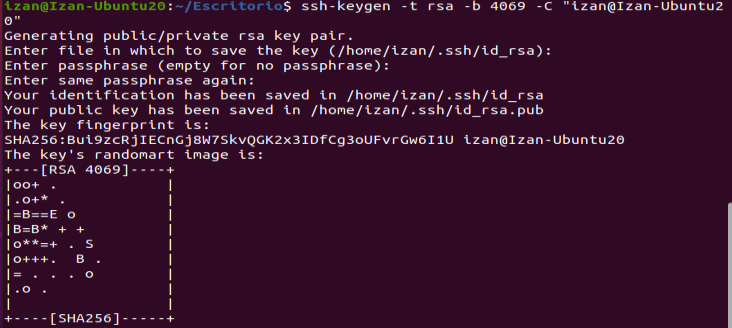 izan@Izan-Ubuntu20:~/Escritorio$ ssh-keygen -t rsa -b 4069 -C "izan@Izan-Ubuntu2
0"
Generating public/private rsa key pair.
Enter file in which to save the key (/home/izan/.ssh/id_rsa):
Enter passphrase (empty for no passphrase):
Enter same passphrase again:
Your identification has been saved in /home/izan/.ssh/id_rsa
Your public key has been saved in /home/izan/.ssh/id_rsa.pub
The key fingerprint is:
SHA256:Bui9zcRjIECnGj8W7SkvQGK2x3IDfCg3oUFvrGw6I1U izan@Izan-Ubuntu20
The key's randomart image is:
+---[RSA 4069]----+
|oo+ .            |
|.o+* .           |
|=B==E o          |
|B=B* + +         |
|o**=+ . S        |
|o+++.  B .       |
|= . . . o        |
|.o .             |
|                 |
+----[SHA256]-----+